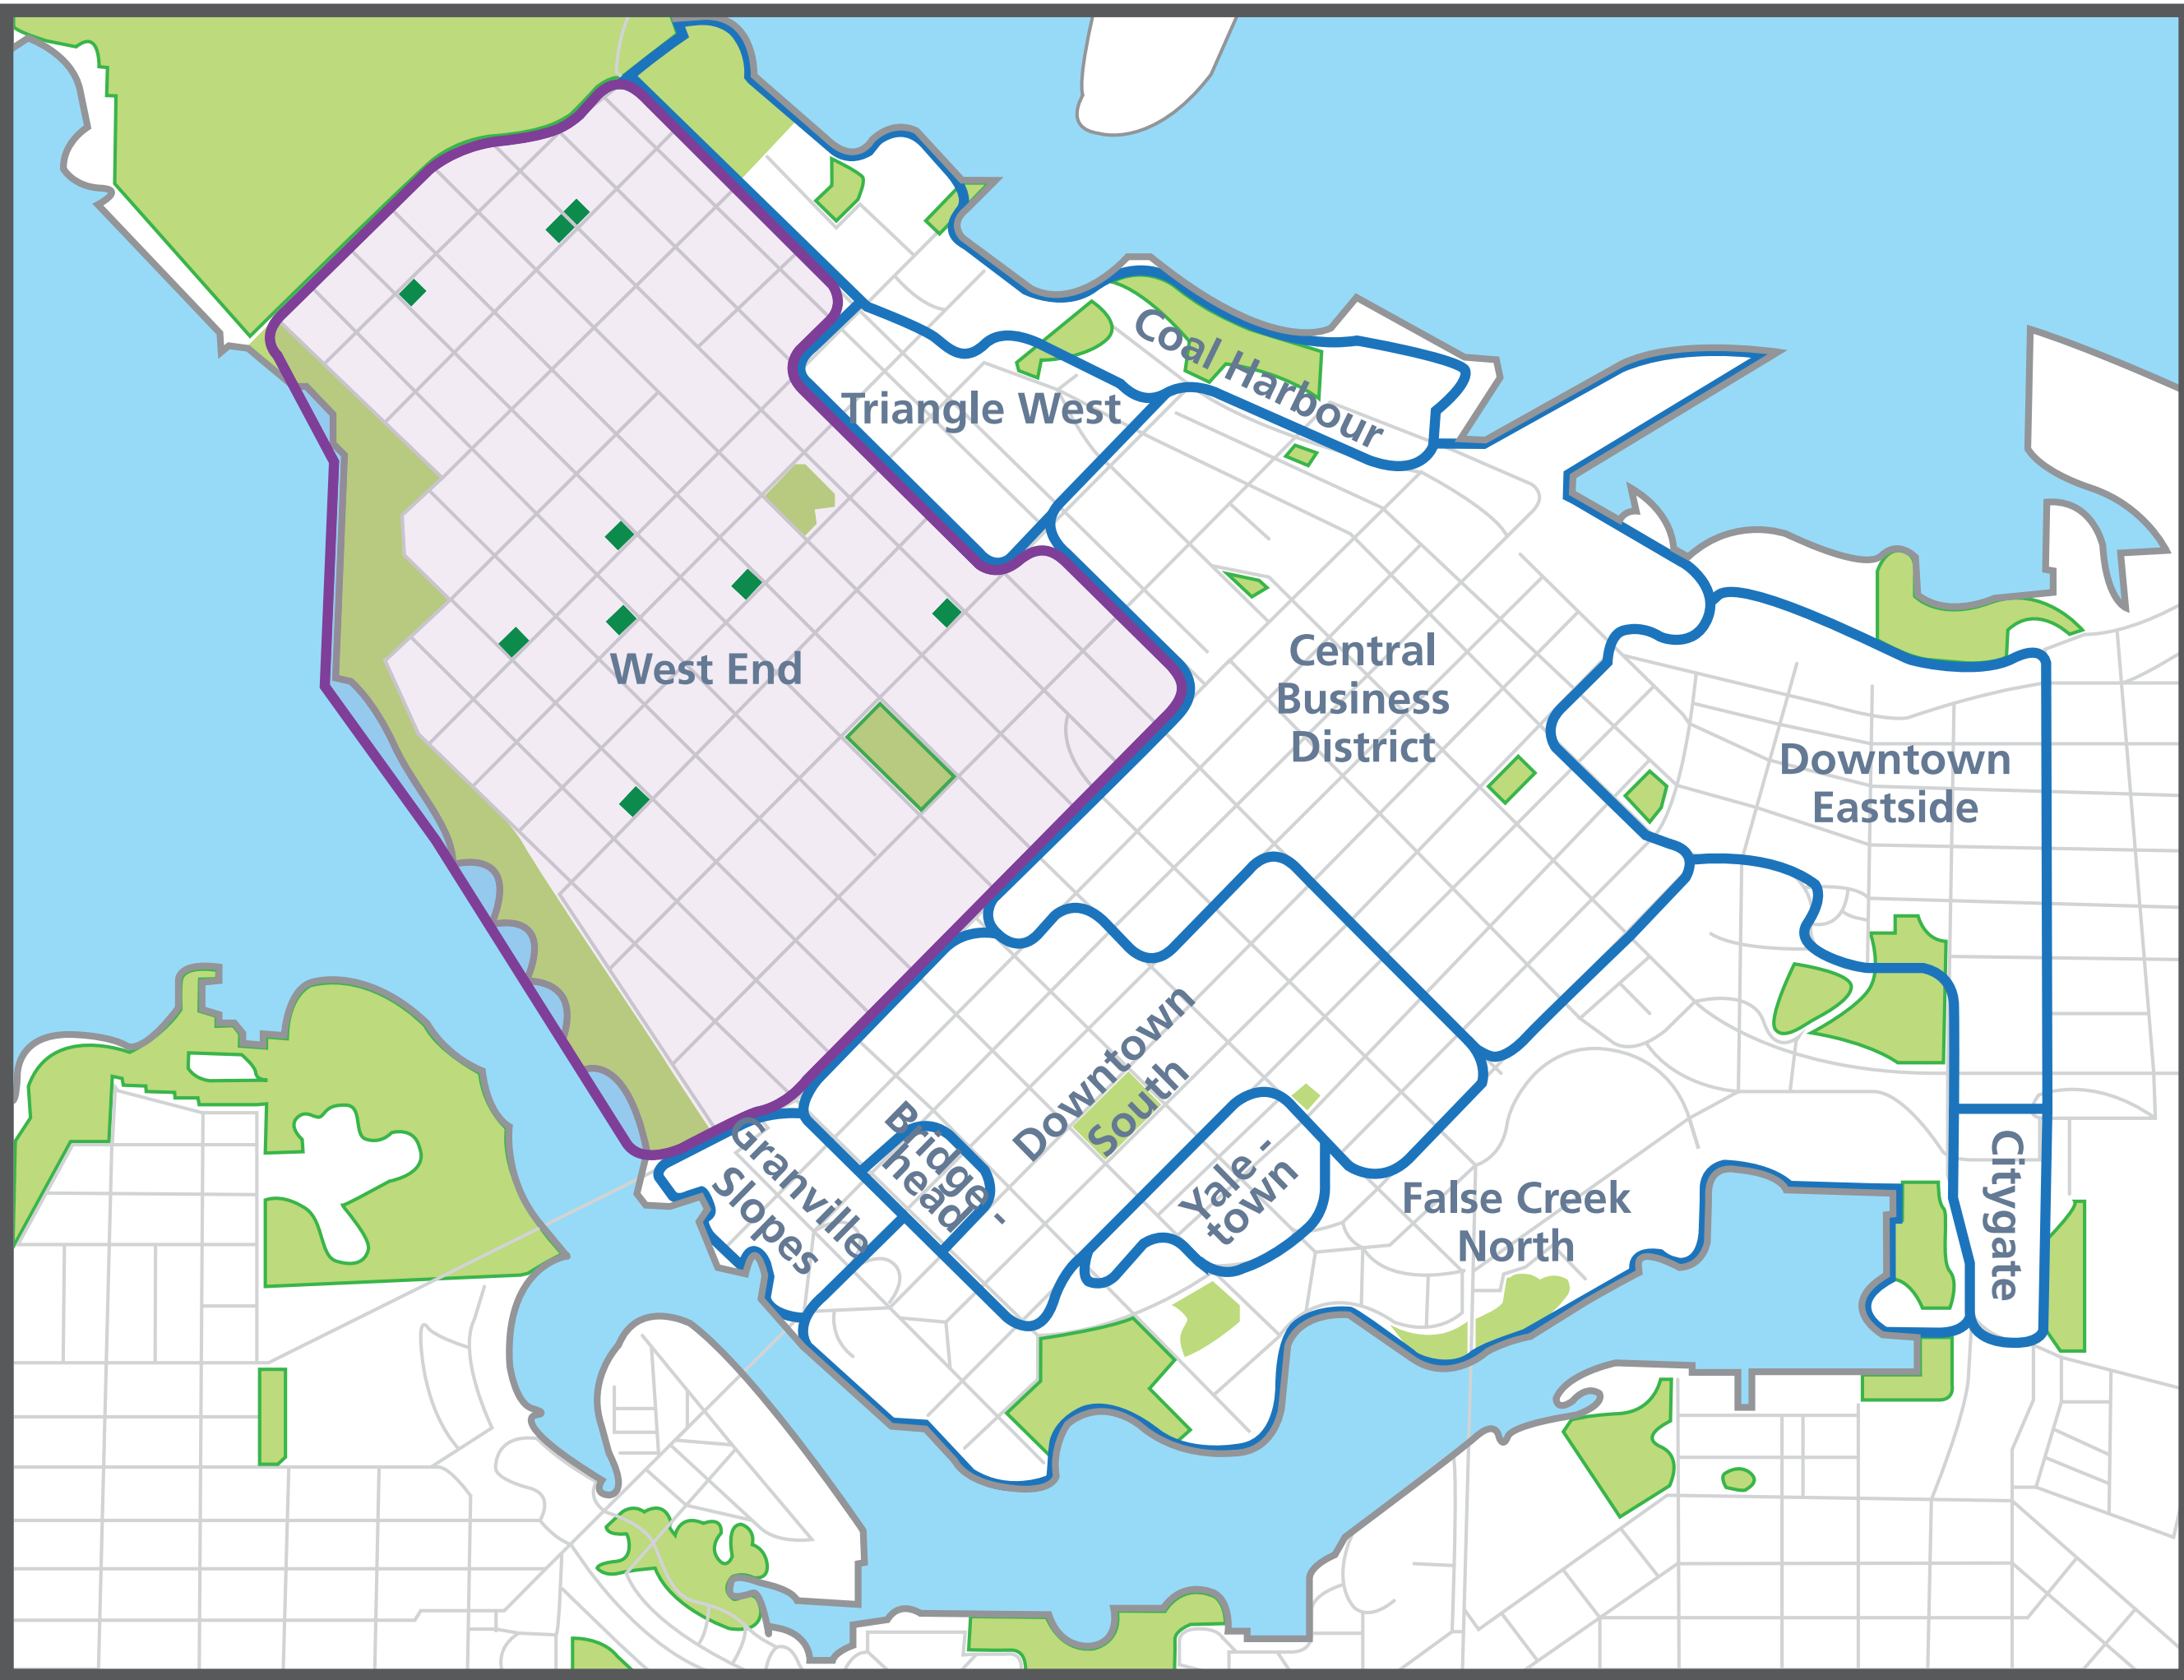 Coal Harbour
Triangle West
West End
Central
Business
District
Downtown
Eastside
Downtown
South
Bridge -
head
Granville
Slopes
Yale -
town
False Creek
North
Citygate